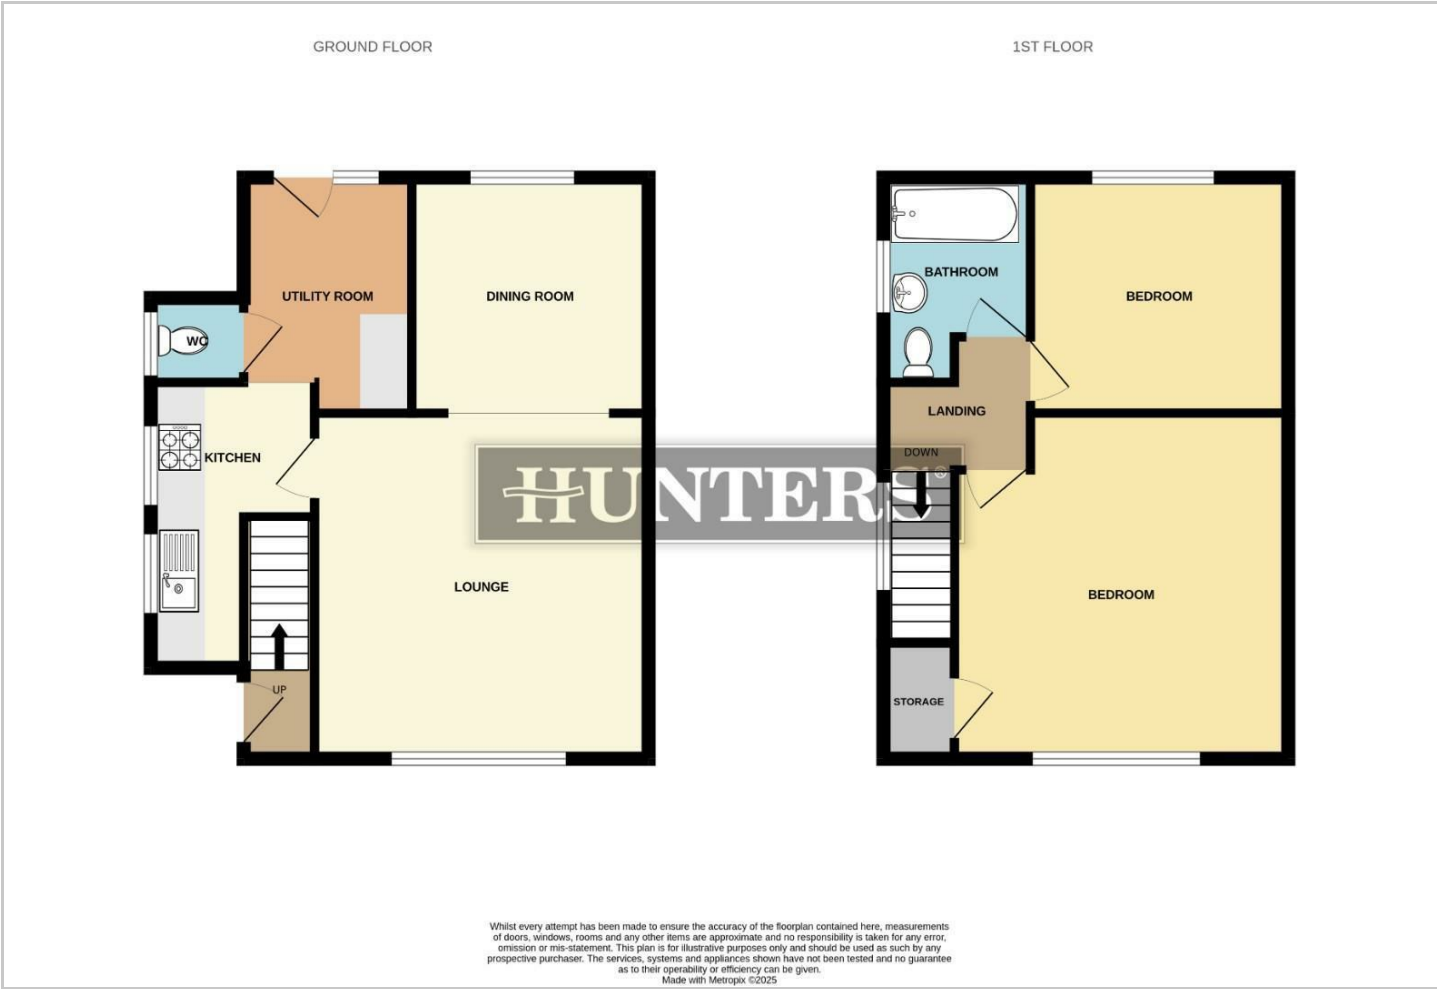 GROUND FLOOR
1ST FLOOR
UTILITY ROOM
DINING ROOM
WC
KITCHEN
LOUNGE
UP
BATHROOM
BEDROOM
LANDING
DOWN
BEDROOM
STORAGE
HUNTERS®
Whilst every attempt has been made to ensure the accuracy of the floorplan contained here, measurements
of doors, windows, rooms and any other items are approximate and no responsibility is taken for any error,
omission or mis-statement. This plan is for illustrative purposes only and should be used as such by any
prospective purchaser. The services, systems and appliances shown have not been tested and no guarantee
as to their operability or efficiency can be given.
Made with Metropix ©2025